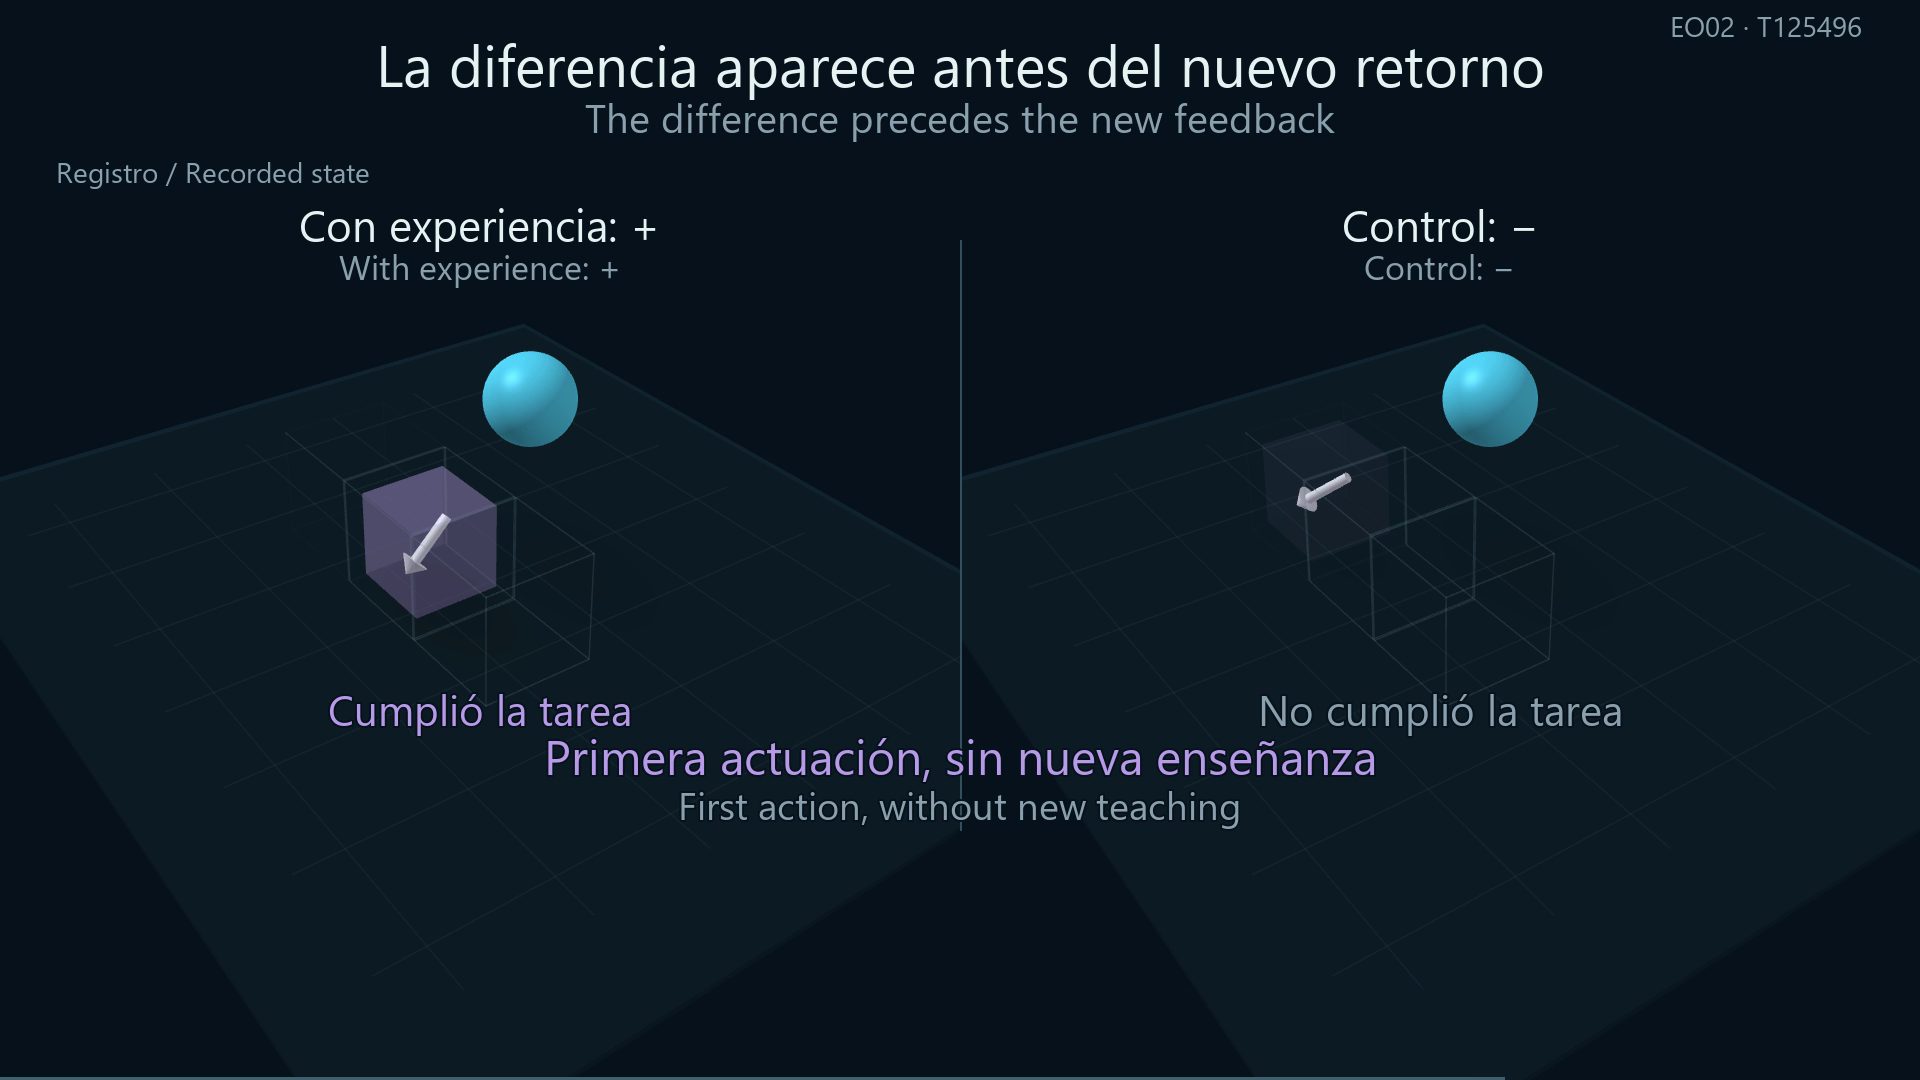 EO02 · T125496
La diferencia aparece antes del nuevo retorno
The difference precedes the new feedback
Registro / Recorded state
Con experiencia: +
With experience: +
Control: −
Control: −
Cumplió la tarea
No cumplió la tarea
Primera actuación, sin nueva enseñanza
First action, without new teaching